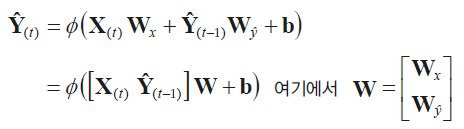 Ŷ(t) = ϕ(X(t) Wx + Ŷ(t−1) Wŷ + b)
= ϕ([X(t) Ŷ(t−1)] W + b) 여기에서 W = [Wx
Wŷ]